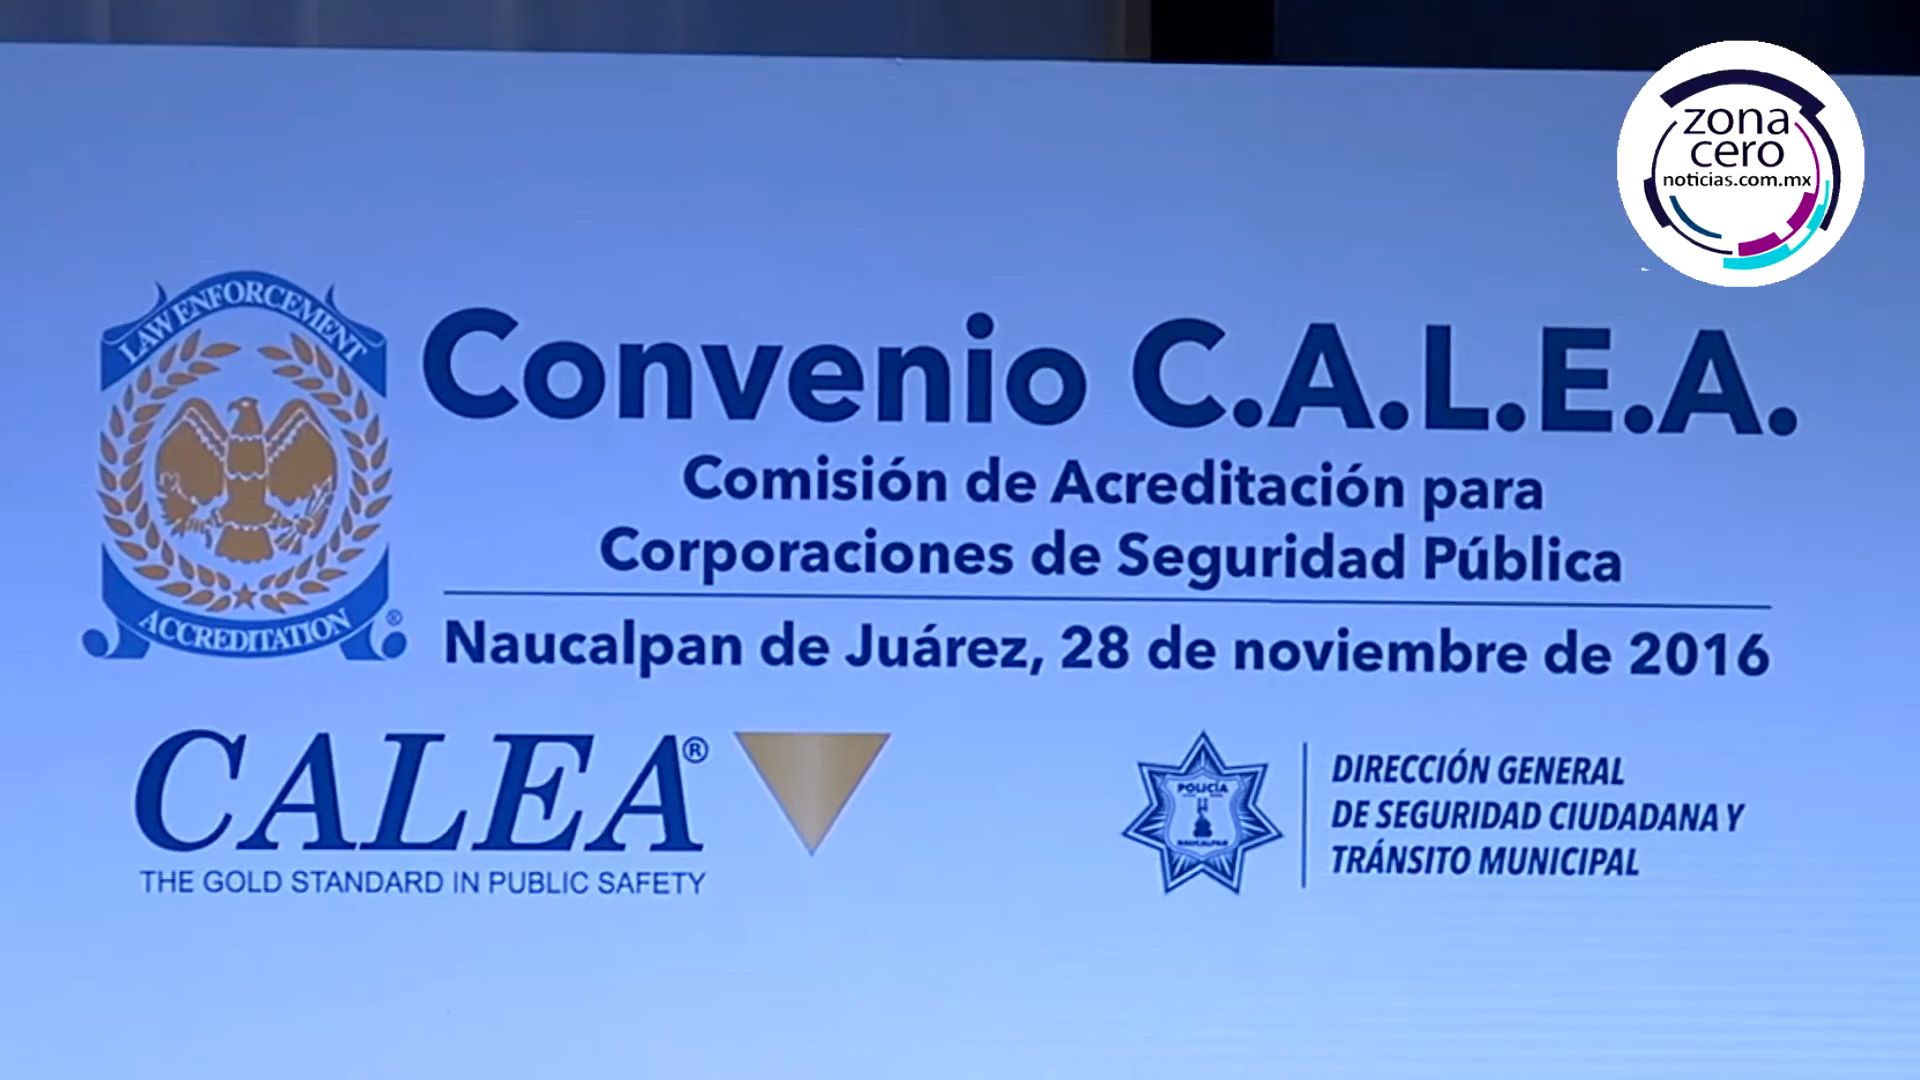 zona
cero
noticias.com.mx
LAW ENFORCEMENT
ACCREDITATION ®
Convenio C.A.L.E.A.
Comisión de Acreditación para
Corporaciones de Seguridad Pública
Naucalpan de Juárez, 28 de noviembre de 2016
CALEA®
THE GOLD STANDARD IN PUBLIC SAFETY
POLICÍA
NAUCALPAN
DIRECCIÓN GENERAL
DE SEGURIDAD CIUDADANA Y
TRÁNSITO MUNICIPAL